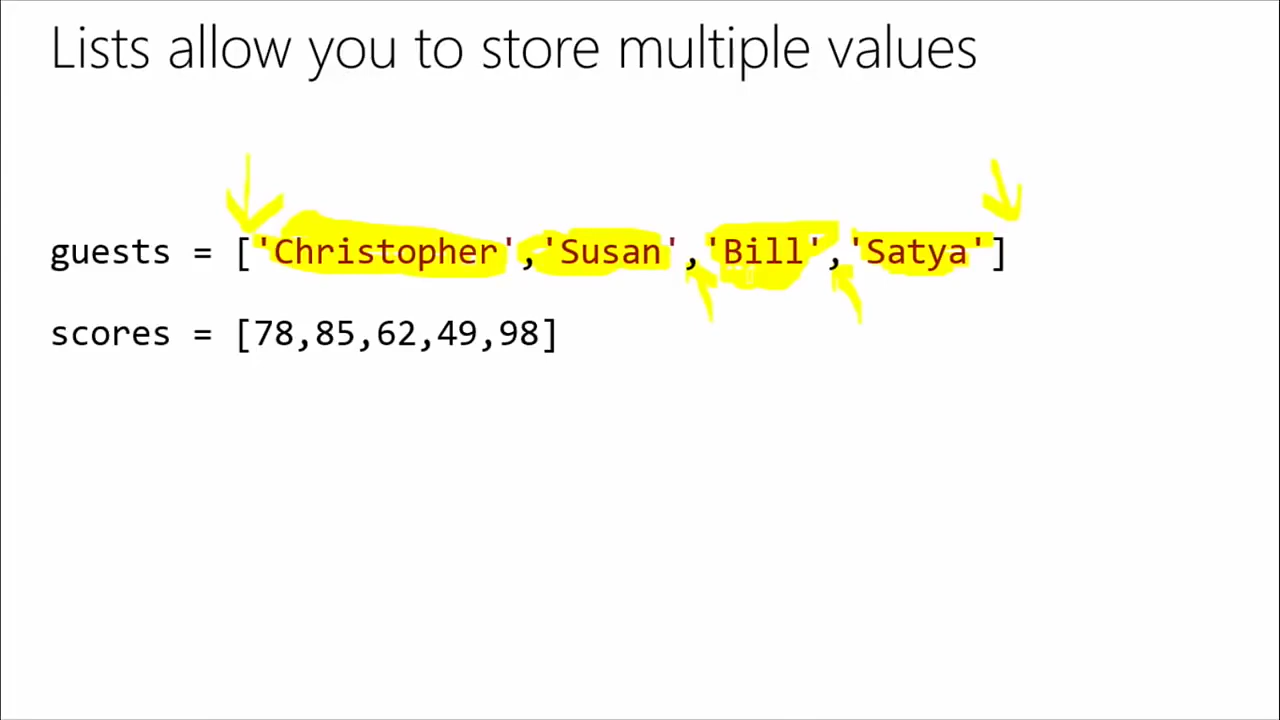 Lists allow you to store multiple values
guests = ['Christopher','Susan','Bill','Satya']
scores = [78,85,62,49,98]